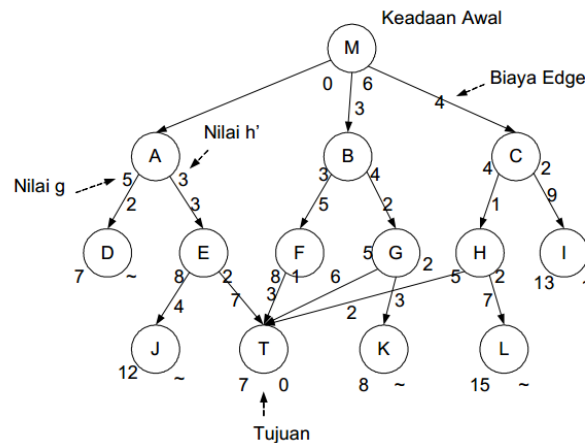 Keadaan Awal
M
0 6
Biaya Edge
3
4
Nilai h'
A
B
C
Nilai g
5 3
3 4
4 2
2
3
5
2
1
9
D
E
F
5 G 2
H
I
7 ~
8 2
8 1
6
5 2
13
4
7
3
2
3
7
J
T
K
L
12 ~
7 0
8 ~
15 ~
Tujuan